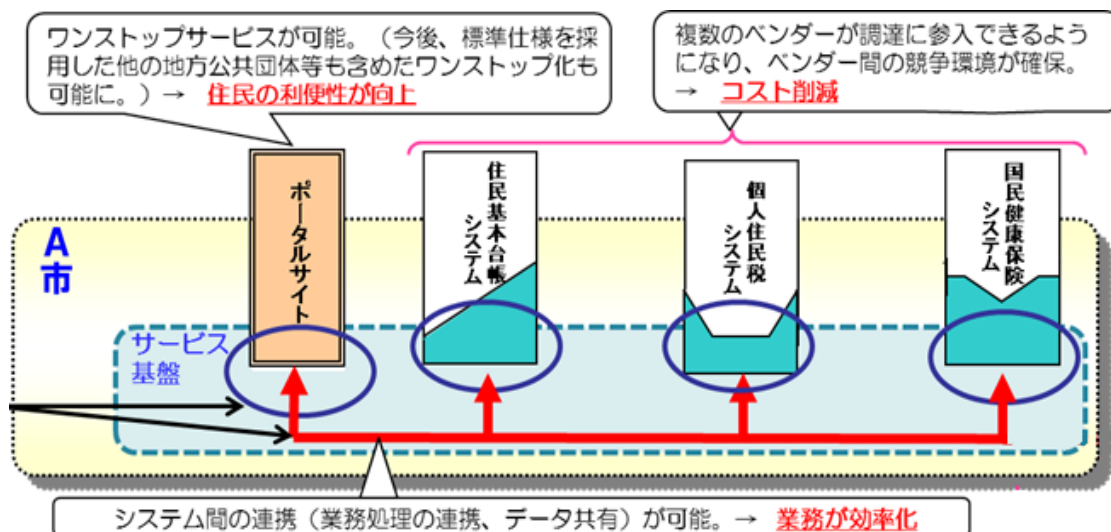 ワンストップサービスが可能。（今後、標準仕様を採
用した他の地方公共団体等も含めたワンストップ化も
可能に。）→　住民の利便性が向上
複数のベンダーが調達に参入できるよう
になり、ベンダー間の競争環境が確保。
→　コスト削減
A市
ポータルサイト
住民基本台帳
システム
個人住民税
システム
国民健康保険
システム
サービス
基盤
システム間の連携（業務処理の連携、データ共有）が可能。→　業務が効率化